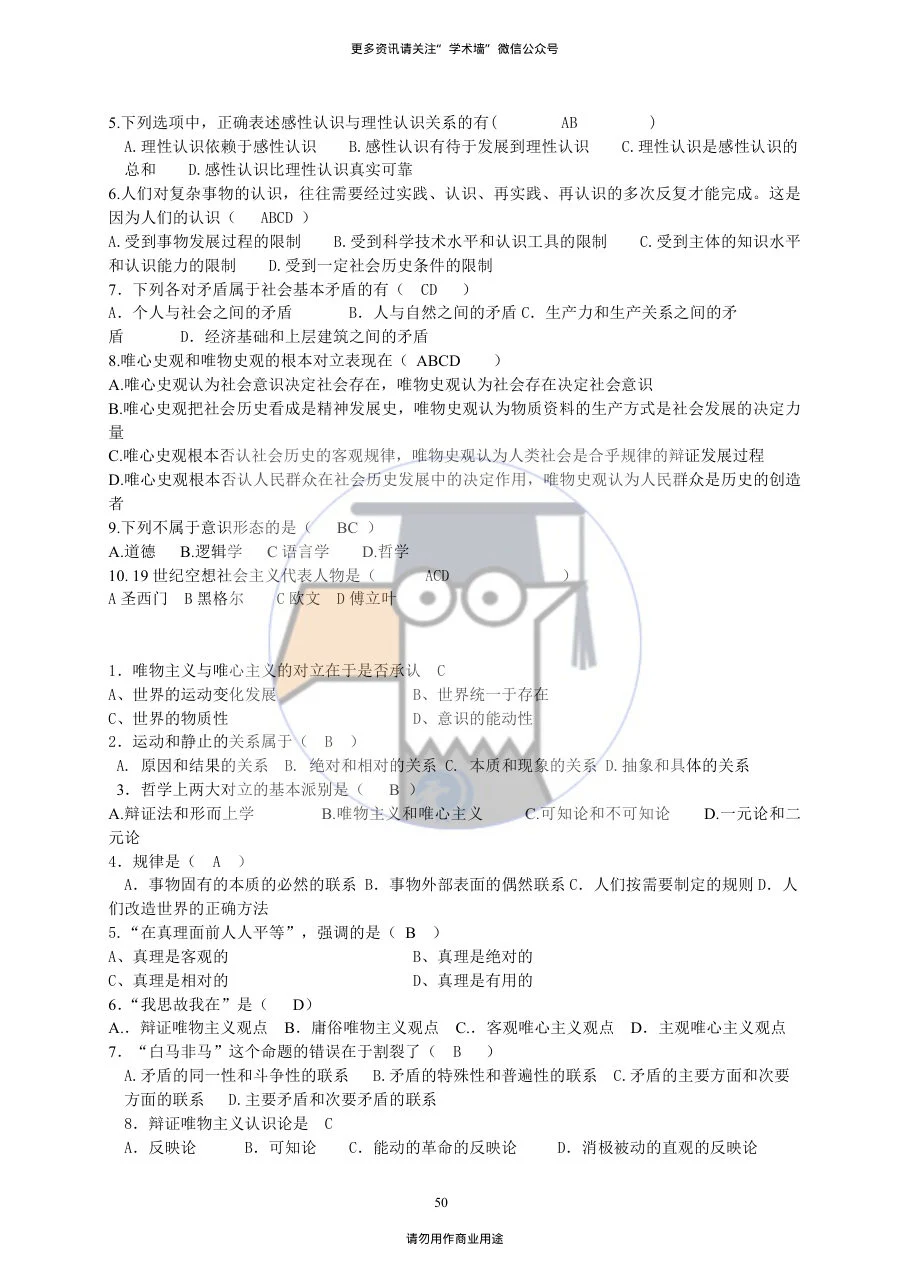 更多资讯请关注“学术墙”微信公众号
5.下列选项中，正确表述感性认识与理性认识关系的有( AB )
A.理性认识依赖于感性认识 B.感性认识有待于发展到理性认识 C.理性认识是感性认识的
总和 D.感性认识比理性认识真实可靠
6.人们对复杂事物的认识，往往需要经过实践、认识、再实践、再认识的多次反复才能完成。这是
因为人们的认识（ ABCD ）
A.受到事物发展过程的限制 B.受到科学技术水平和认识工具的限制 C.受到主体的知识水平
和认识能力的限制 D.受到一定社会历史条件的限制
7．下列各对矛盾属于社会基本矛盾的有（ CD ）
A．个人与社会之间的矛盾 B．人与自然之间的矛盾 C．生产力和生产关系之间的矛
盾 D．经济基础和上层建筑之间的矛盾
8.唯心史观和唯物史观的根本对立表现在（ ABCD ）
A.唯心史观认为社会意识决定社会存在，唯物史观认为社会存在决定社会意识
B.唯心史观把社会历史看成是精神发展史，唯物史观认为物质资料的生产方式是社会发展的决定力
量
C.唯心史观根本否认社会历史的客观规律，唯物史观认为人类社会是合乎规律的辩证发展过程
D.唯心史观根本否认人民群众在社会历史发展中的决定作用，唯物史观认为人民群众是历史的创造
者
9.下列不属于意识形态的是（ BC ）
A.道德 B.逻辑学 C 语言学 D.哲学
10. 19 世纪空想社会主义代表人物是（ ACD ）
A 圣西门 B 黑格尔 C 欧文 D 傅立叶
1．唯物主义与唯心主义的对立在于是否承认 C
A、世界的运动变化发展 B、世界统一于存在
C、世界的物质性 D、意识的能动性
2．运动和静止的关系属于（ B ）
A. 原因和结果的关系 B. 绝对和相对的关系 C. 本质和现象的关系 D.抽象和具体的关系
3．哲学上两大对立的基本派别是（ B ）
A.辩证法和形而上学 B.唯物主义和唯心主义 C.可知论和不可知论 D.一元论和二
元论
4．规律是（ A ）
A．事物固有的本质的必然的联系 B．事物外部表面的偶然联系 C．人们按需要制定的规则 D．人
们改造世界的正确方法
5.“在真理面前人人平等”，强调的是（ B ）
A、真理是客观的 B、真理是绝对的
C、真理是相对的 D、真理是有用的
6．“我思故我在”是（ D）
A.．辩证唯物主义观点 B．庸俗唯物主义观点 C.．客观唯心主义观点 D．主观唯心主义观点
7．“白马非马”这个命题的错误在于割裂了（ B ）
A.矛盾的同一性和斗争性的联系 B.矛盾的特殊性和普遍性的联系 C.矛盾的主要方面和次要
方面的联系 D.主要矛盾和次要矛盾的联系
8．辩证唯物主义认识论是 C
A．反映论 B．可知论 C．能动的革命的反映论 D．消极被动的直观的反映论
50
请勿用作商业用途